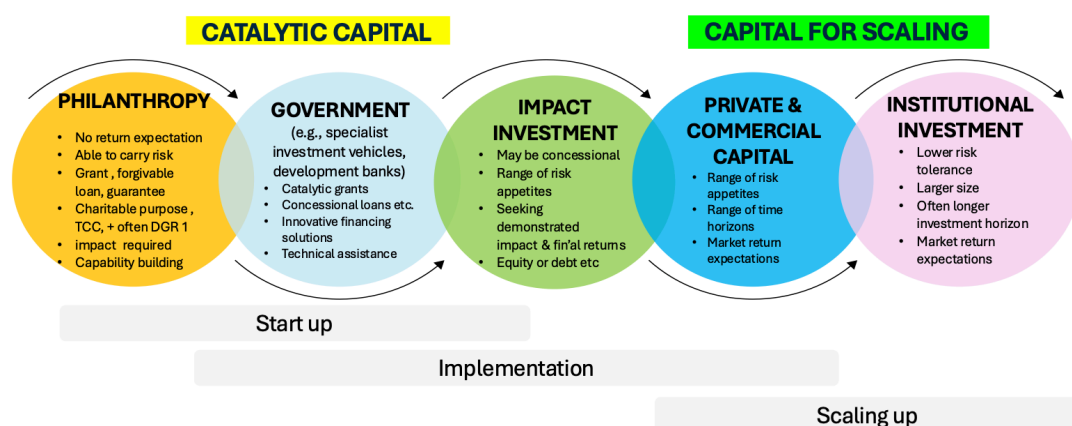 CATALYTIC CAPITAL
CAPITAL FOR SCALING
PHILANTHROPY
• No return expectation
• Able to carry risk
• Grant , forgivable
loan, guarantee
• Charitable purpose ,
TCC, + often DGR 1
• impact required
• Capability building
GOVERNMENT
(e.g., specialist
investment vehicles,
development banks)
• Catalytic grants
• Concessional loans etc.
• Innovative financing
solutions
• Technical assistance
IMPACT
INVESTMENT
• May be concessional
• Range of risk
appetites
• Seeking
demonstrated
impact & fin'al returns
• Equity or debt etc
PRIVATE &
COMMERCIAL
CAPITAL
• Range of risk
appetites
• Range of time
horizons
• Market return
expectations
INSTITUTIONAL
INVESTMENT
• Lower risk
tolerance
• Larger size
• Often longer
investment horizon
• Market return
expectations
Start up
Implementation
Scaling up